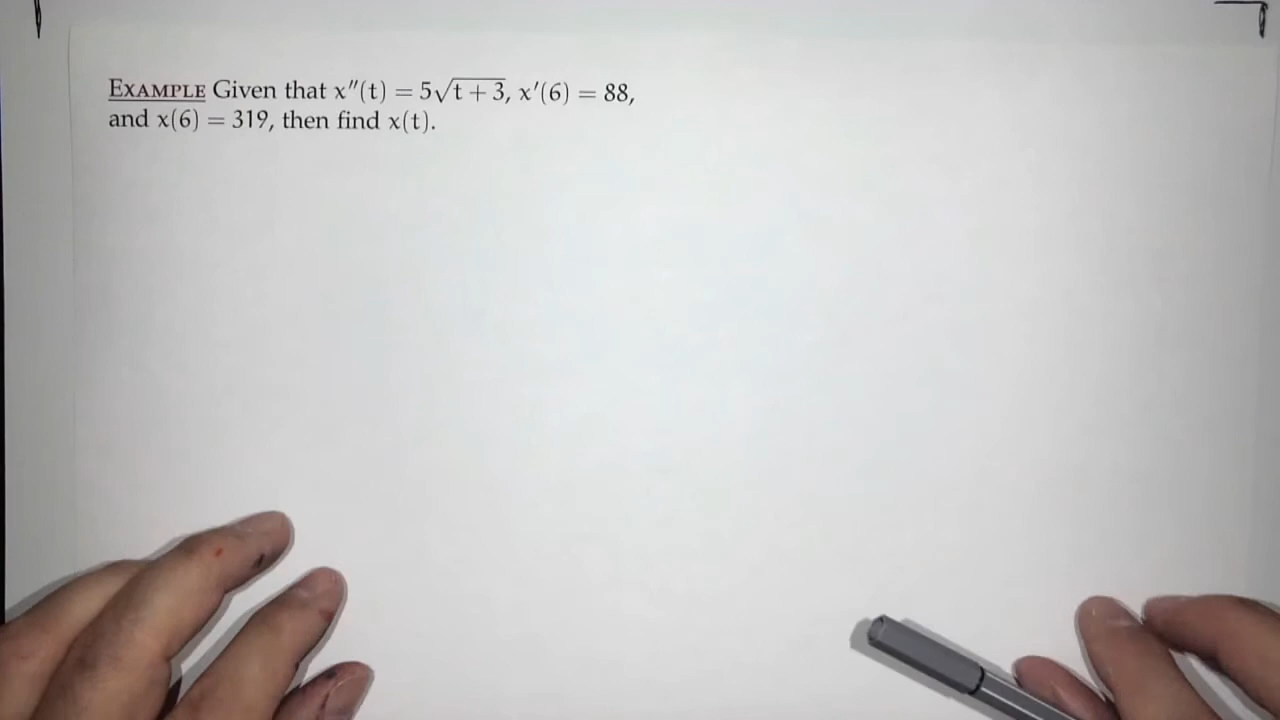 EXAMPLE Given that x″(t) = 5√(t + 3), x′(6) = 88,
and x(6) = 319, then find x(t).